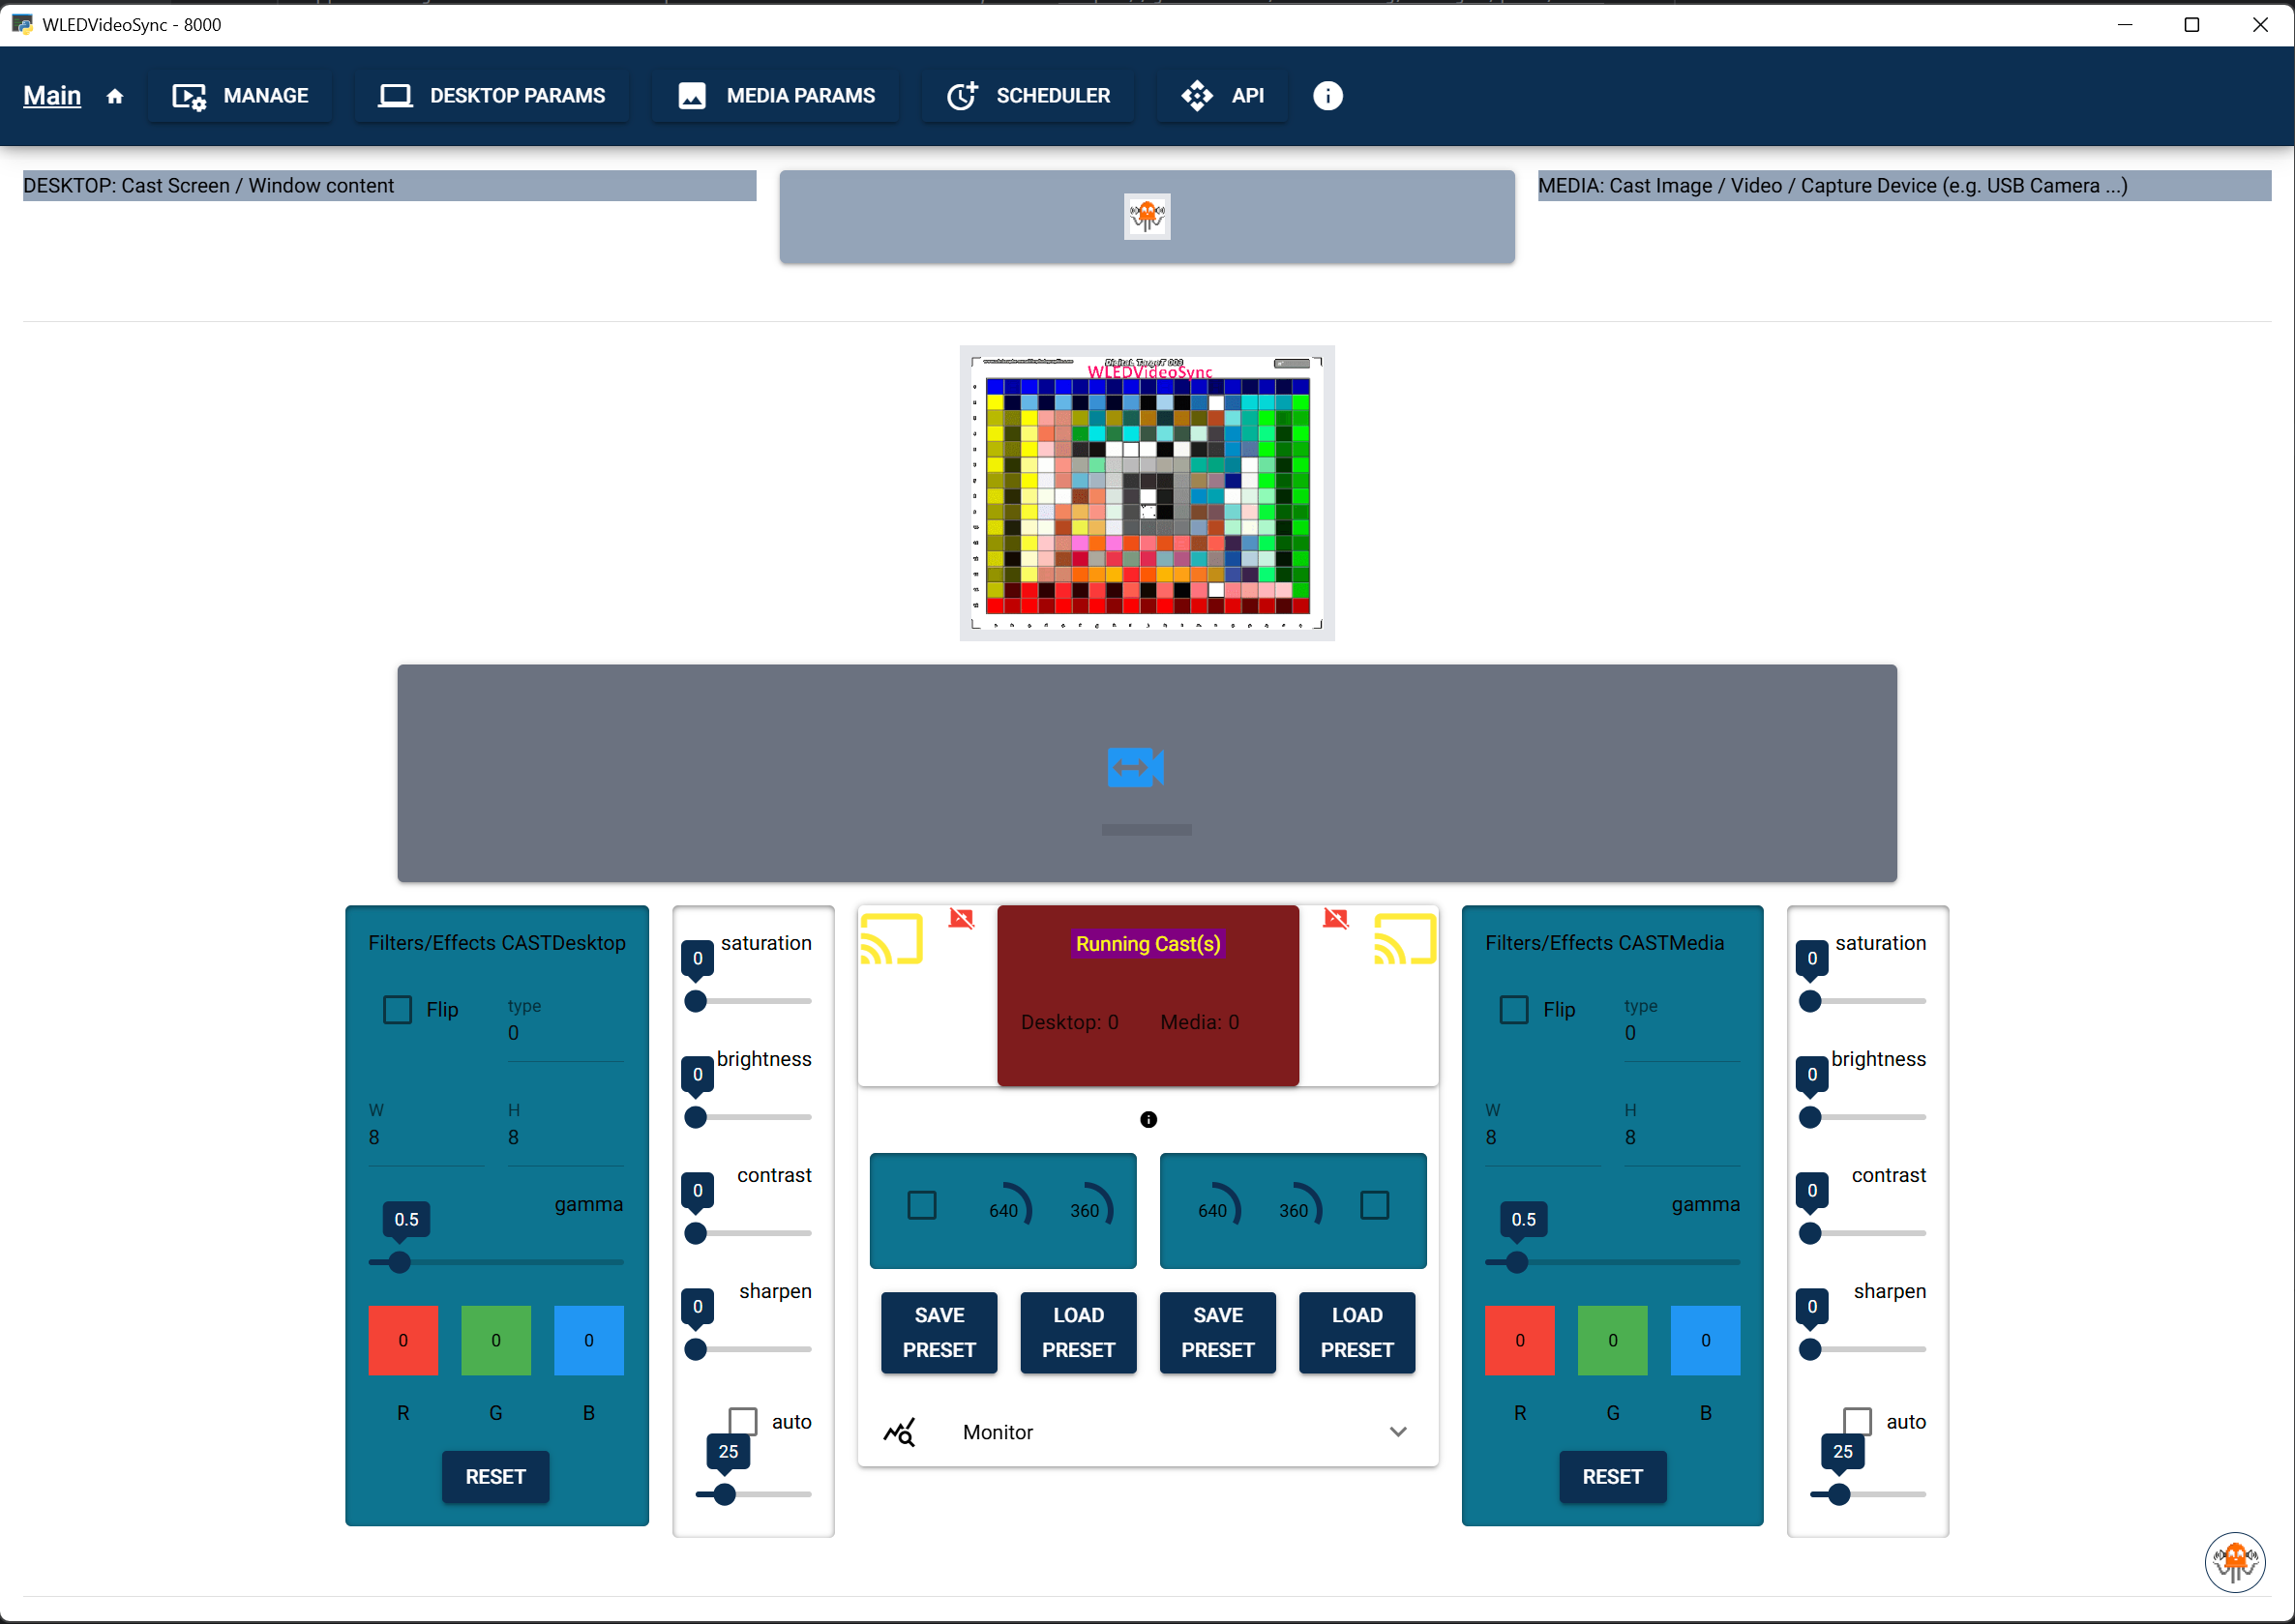 WLEDVideoSync - 8000
Main
MANAGE
DESKTOP PARAMS
MEDIA PARAMS
SCHEDULER
API
DESKTOP: Cast Screen / Window content
MEDIA: Cast Image / Video / Capture Device (e.g. USB Camera ...)
WLEDVideoSync
Filters/Effects CASTDesktop
Flip
type
0
W
8
H
8
0.5
gamma
0
0
0
R
G
B
RESET
saturation
0
brightness
0
contrast
0
sharpen
0
auto
25
Running Cast(s)
Desktop: 0
Media: 0
640
360
640
360
SAVE
PRESET
LOAD
PRESET
SAVE
PRESET
LOAD
PRESET
Monitor
Filters/Effects CASTMedia
Flip
type
0
W
8
H
8
0.5
gamma
0
0
0
R
G
B
RESET
saturation
0
brightness
0
contrast
0
sharpen
0
auto
25